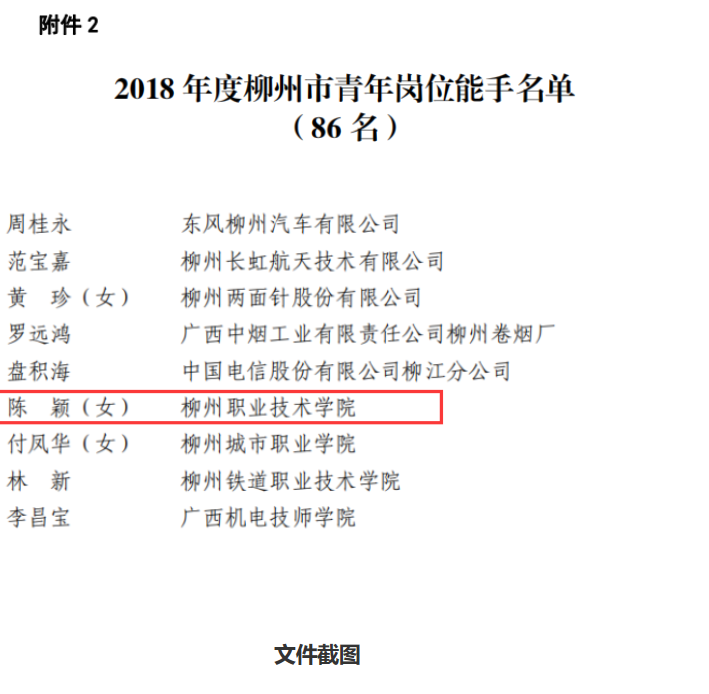 附件 2
2018 年度柳州市青年岗位能手名单
（86 名）
周桂永 东风柳州汽车有限公司
范宝嘉 柳州长虹航天技术有限公司
黄 珍（女） 柳州两面针股份有限公司
罗远鸿 广西中烟工业有限责任公司柳州卷烟厂
盘积海 中国电信股份有限公司柳江分公司
陈 颖（女） 柳州职业技术学院
付凤华（女） 柳州城市职业学院
林 新 柳州铁道职业技术学院
李昌宝 广西机电技师学院
文件截图